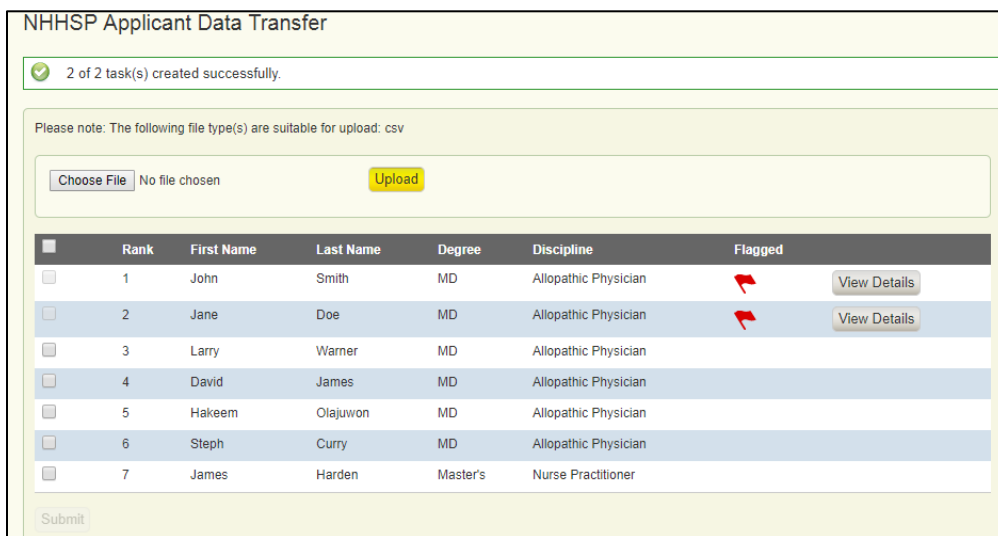 NHHSP Applicant Data Transfer
2 of 2 task(s) created successfully.
Please note: The following file type(s) are suitable for upload: csv
Choose File No file chosen Upload
Rank First Name Last Name Degree Discipline Flagged
1 John Smith MD Allopathic Physician View Details
2 Jane Doe MD Allopathic Physician View Details
3 Larry Warner MD Allopathic Physician
4 David James MD Allopathic Physician
5 Hakeem Olajuwon MD Allopathic Physician
6 Steph Curry MD Allopathic Physician
7 James Harden Master's Nurse Practitioner
Submit